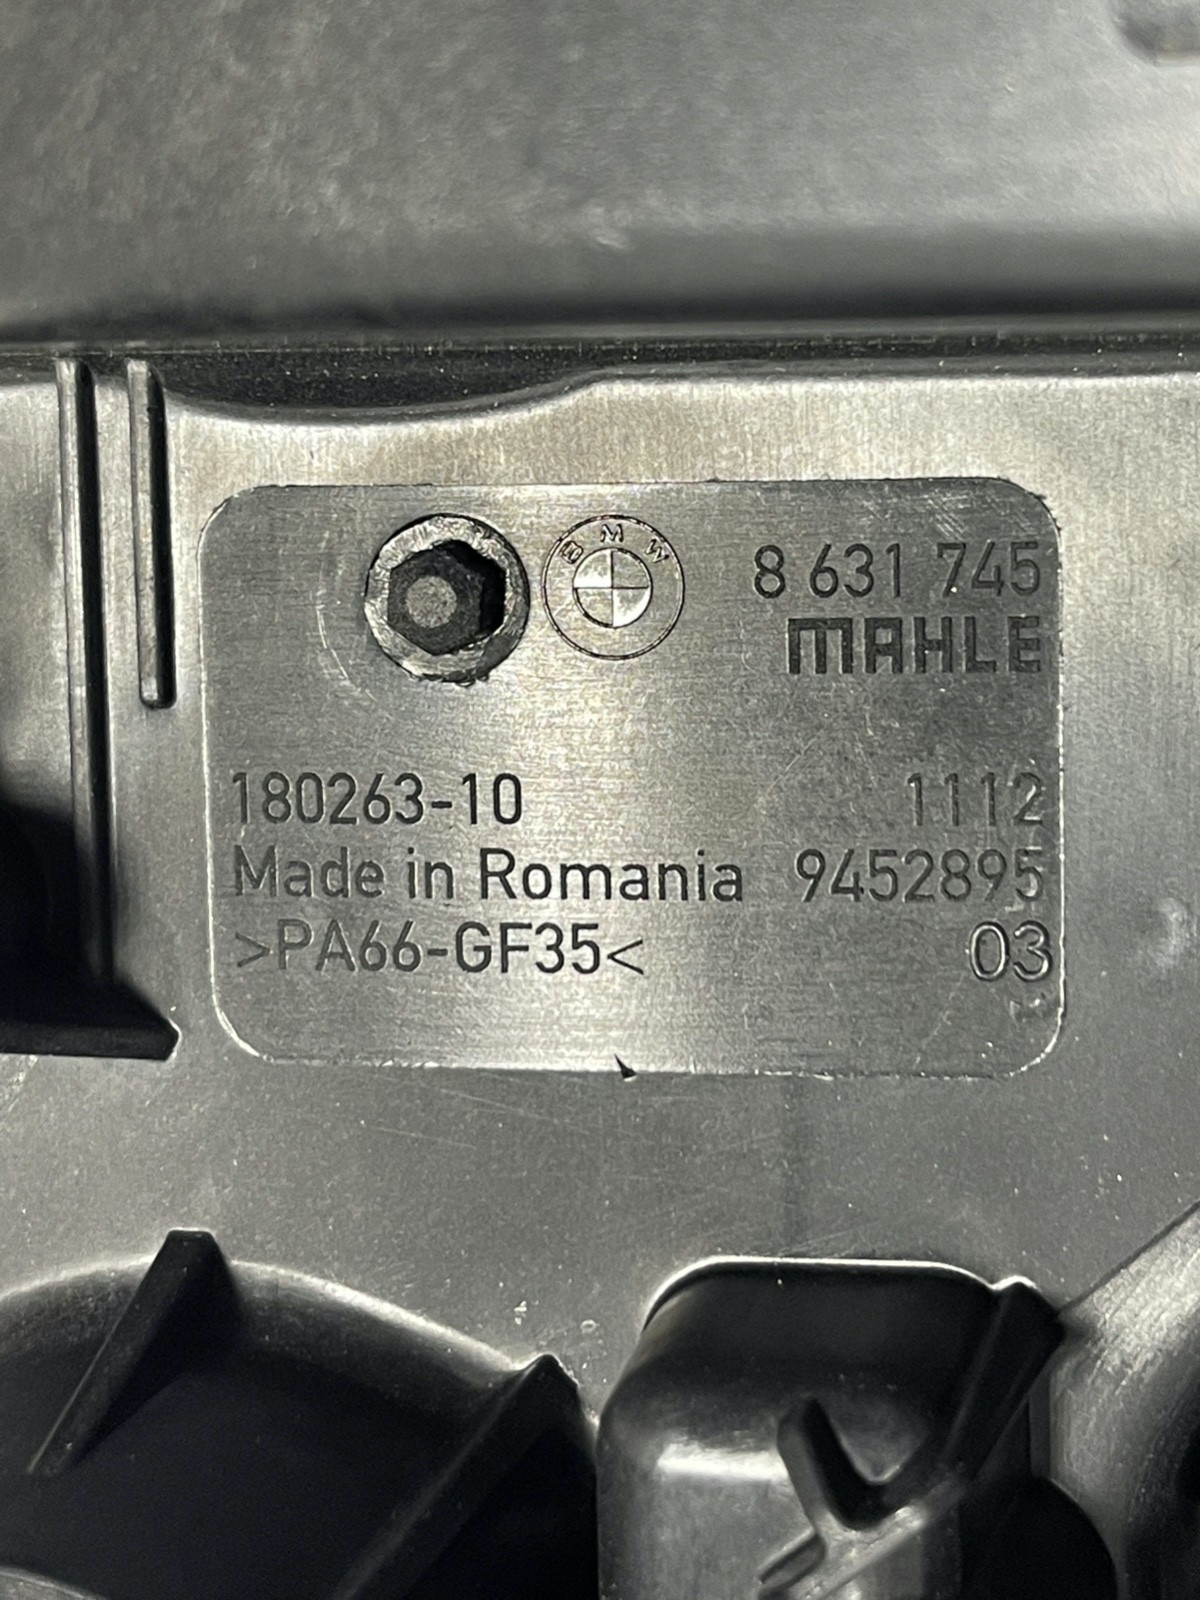 BMW 8 631 745
MAHLE
180263-10 1112
Made in Romania 9452895
>PA66-GF35< 03